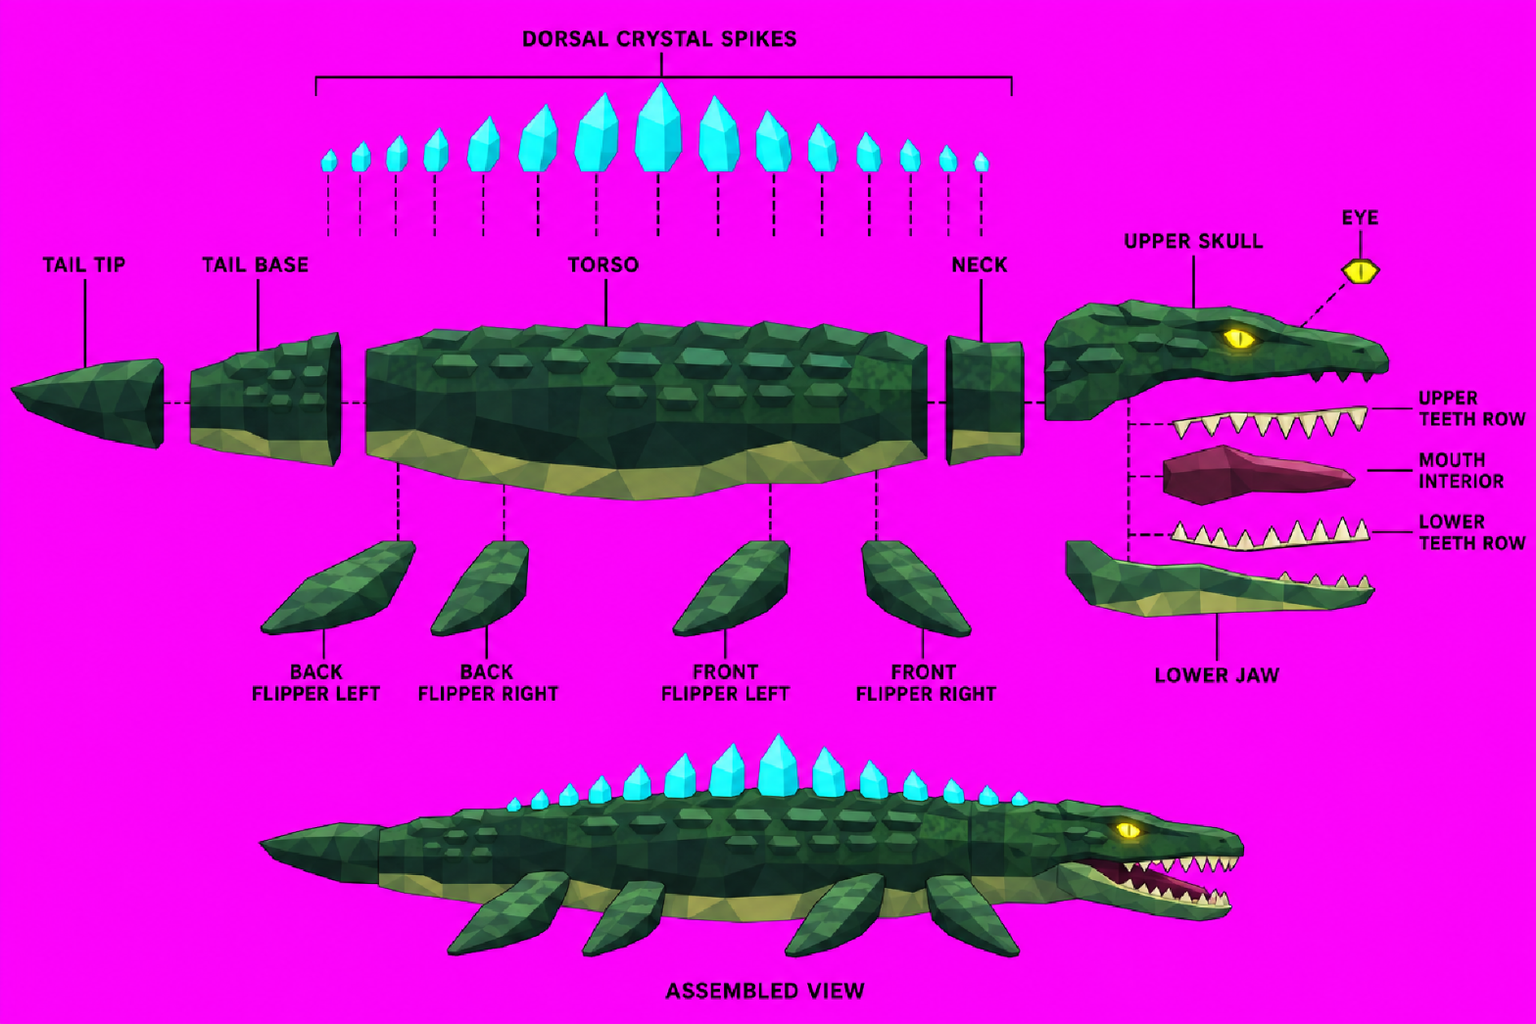 DORSAL CRYSTAL SPIKES
EYE
UPPER SKULL
TAIL TIP
TAIL BASE
TORSO
NECK
UPPER
TEETH ROW
MOUTH
INTERIOR
LOWER
TEETH ROW
BACK
FLIPPER LEFT
BACK
FLIPPER RIGHT
FRONT
FLIPPER LEFT
FRONT
FLIPPER RIGHT
LOWER JAW
ASSEMBLED VIEW